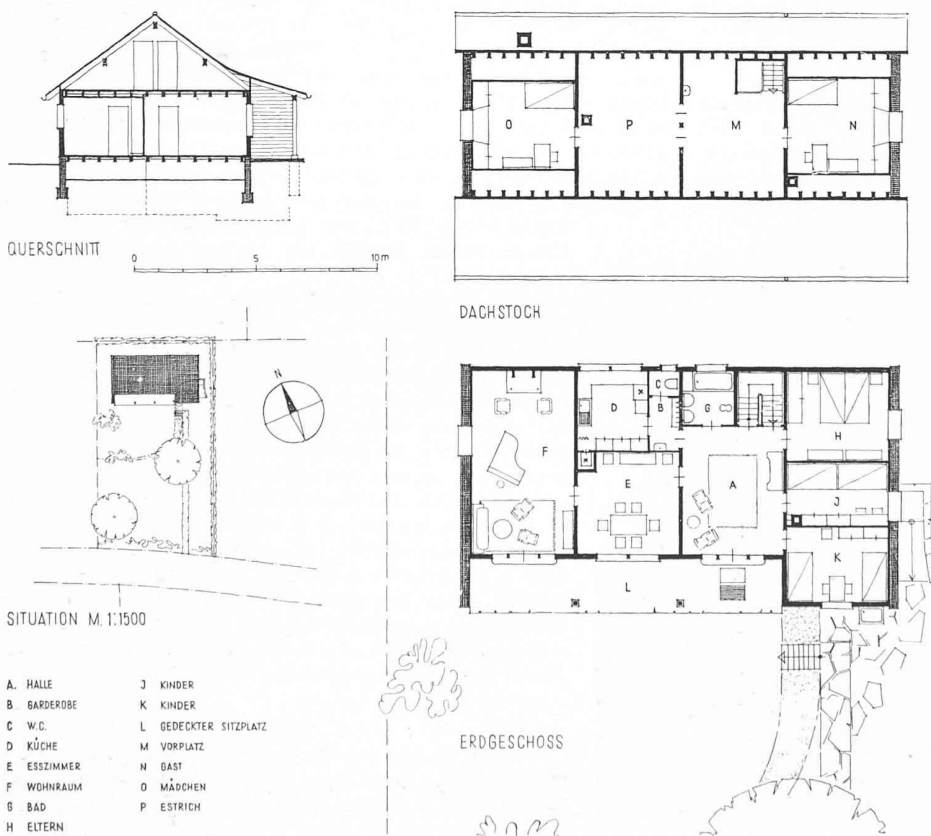 QUERSCHNITT
0 5 10 m
O P M N
DACHSTOCK
N
SITUATION M. 1:1500
C
D B G H
F
E A J
K
L
ERDGESCHOSS
A. HALLE
B GARDEROBE
C W.C.
D KÜCHE
E ESSZIMMER
F WOHNRAUM
G BAD
H ELTERN
J KINDER
K KINDER
L GEDECKTER SITZPLATZ
M VORPLATZ
N GAST
O MÄDCHEN
P ESTRICH